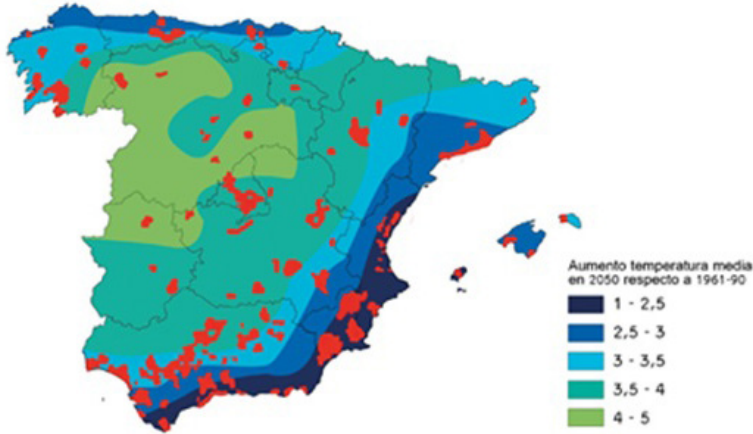 Aumento temperatura media
en 2050 respecto a 1961-90
1 - 2,5
2,5 - 3
3 - 3,5
3,5 - 4
4 - 5